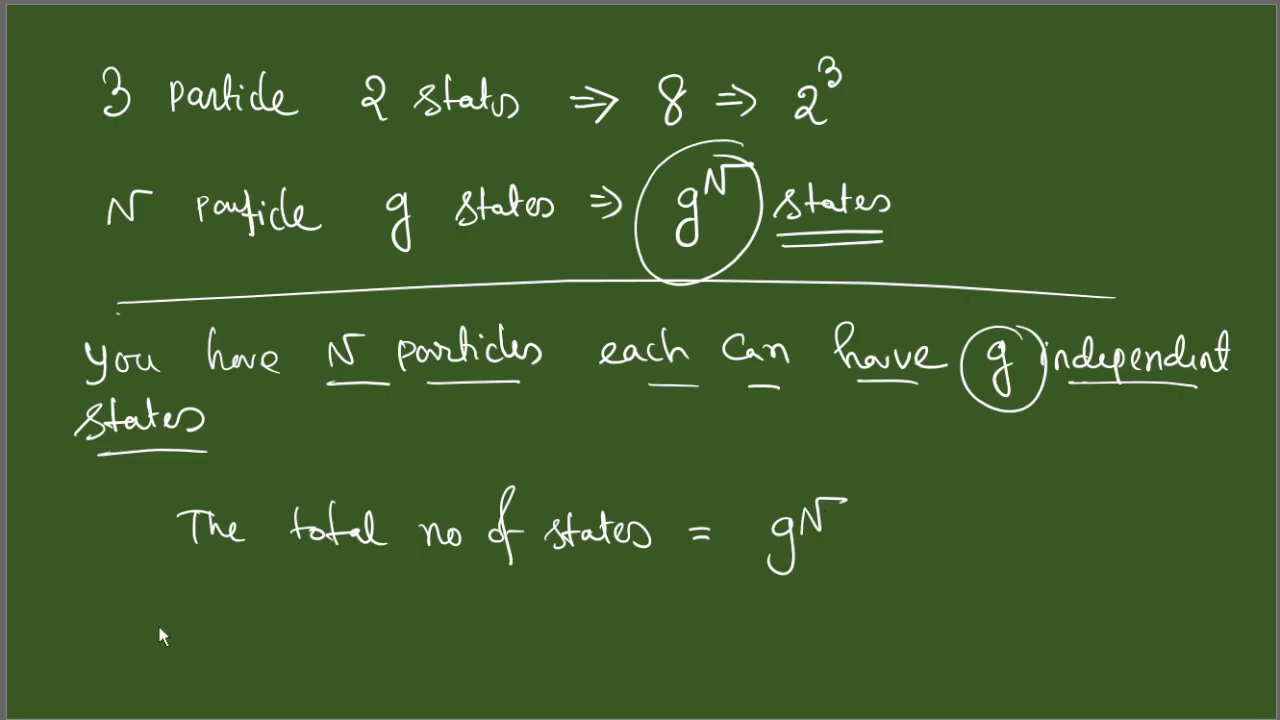 3 particle 2 states ⇒ 8 ⇒ 2³
N particle g states ⇒ gᴺ states
you have N particles each can have g independent
states
The total no of states = gᴺ